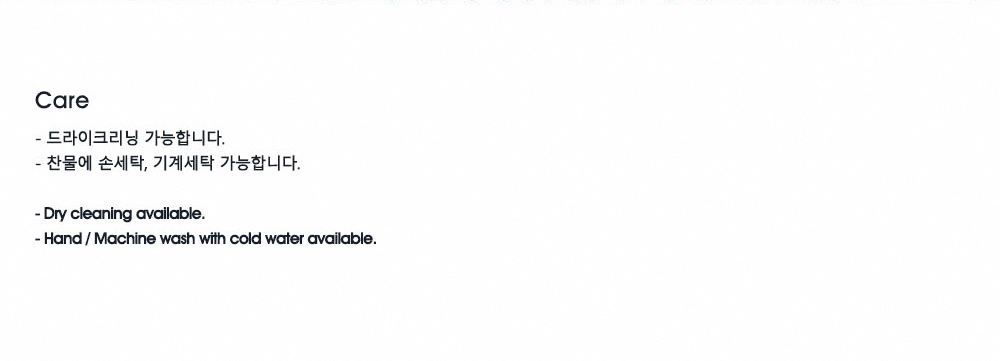 Care
- 드라이크리닝 가능합니다.
- 찬물에 손세탁, 기계세탁 가능합니다.
- Dry cleaning available.
- Hand / Machine wash with cold water available.